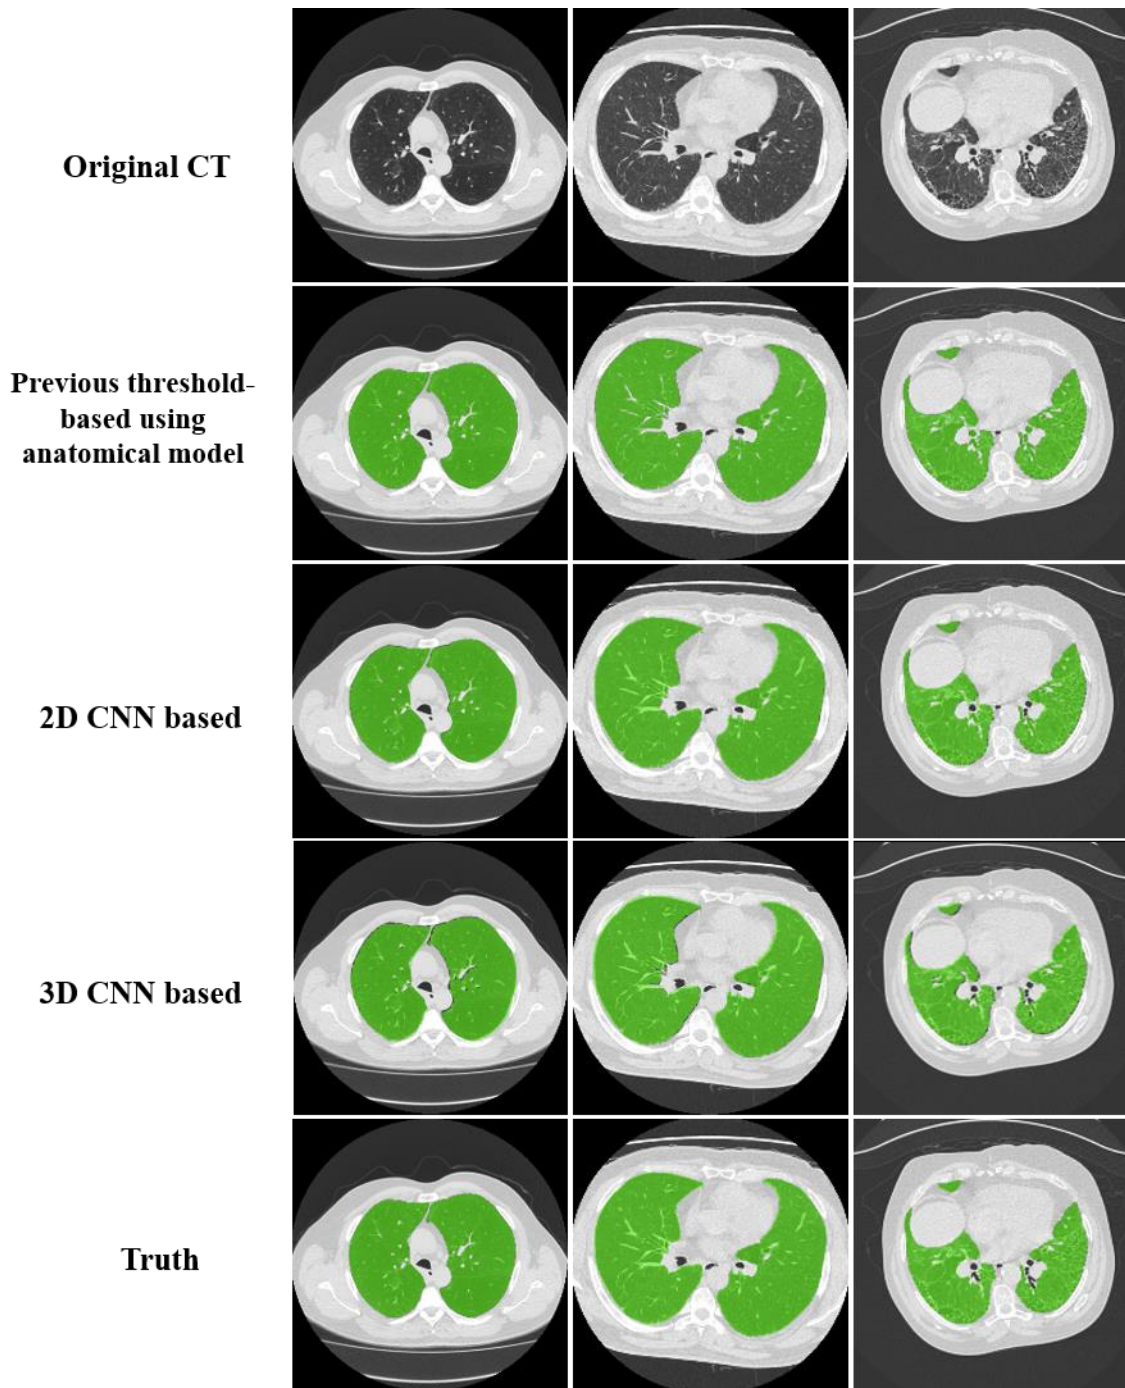 Original CT
Previous threshold-
based using
anatomical model
2D CNN based
3D CNN based
Truth